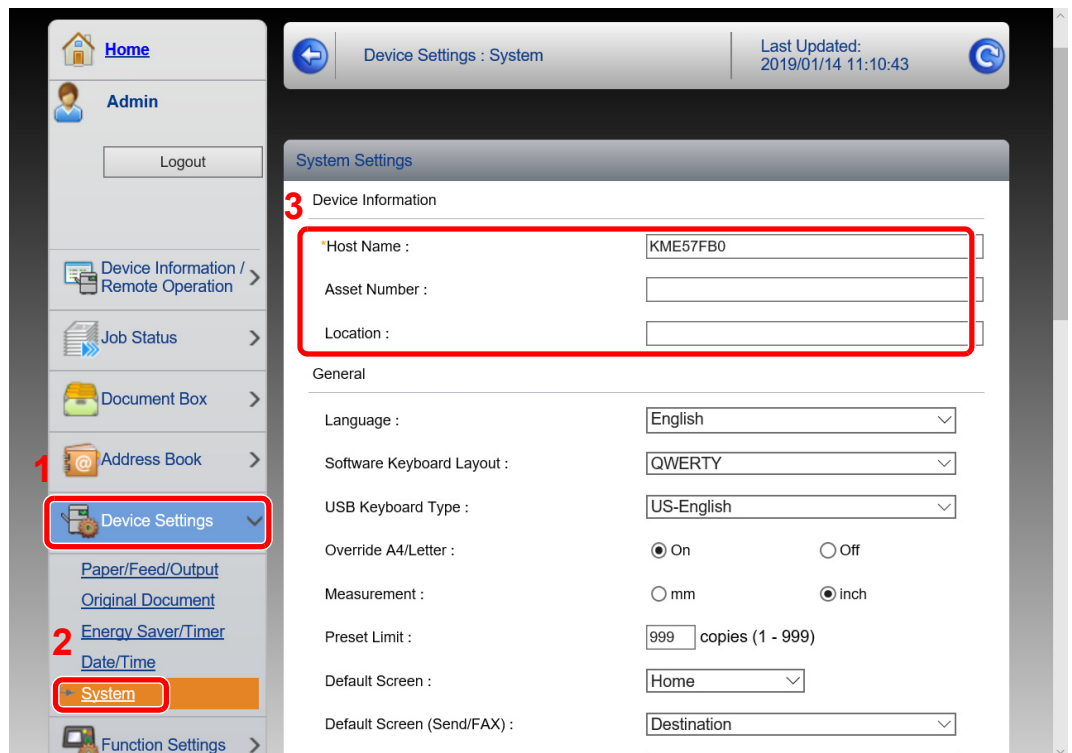 Home
Admin
Logout
Device Information /
Remote Operation
Job Status
Document Box
1
Address Book
Device Settings
Paper/Feed/Output
Original Document
2
Energy Saver/Timer
Date/Time
System
Function Settings
Device Settings : System
Last Updated:
2019/01/14 11:10:43
System Settings
3
Device Information
*Host Name : KME57FB0
Asset Number :
Location :
General
Language : English
Software Keyboard Layout : QWERTY
USB Keyboard Type : US-English
Override A4/Letter : On Off
Measurement : mm inch
Preset Limit : 999 copies (1 - 999)
Default Screen : Home
Default Screen (Send/FAX) : Destination